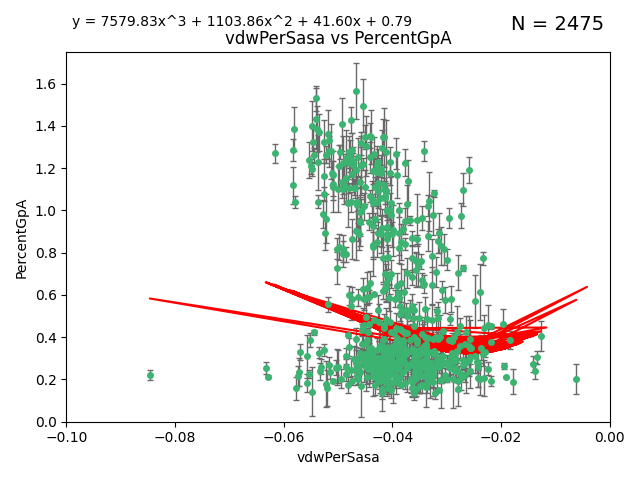 y = 7579.83x^3 + 1103.86x^2 + 41.60x + 0.79
N = 2475
vdwPerSasa vs PercentGpA
1.6
1.4
1.2
1.0
0.8
0.6
0.4
0.2
0.0
PercentGpA
−0.10 −0.08 −0.06 −0.04 −0.02 0.00
vdwPerSasa